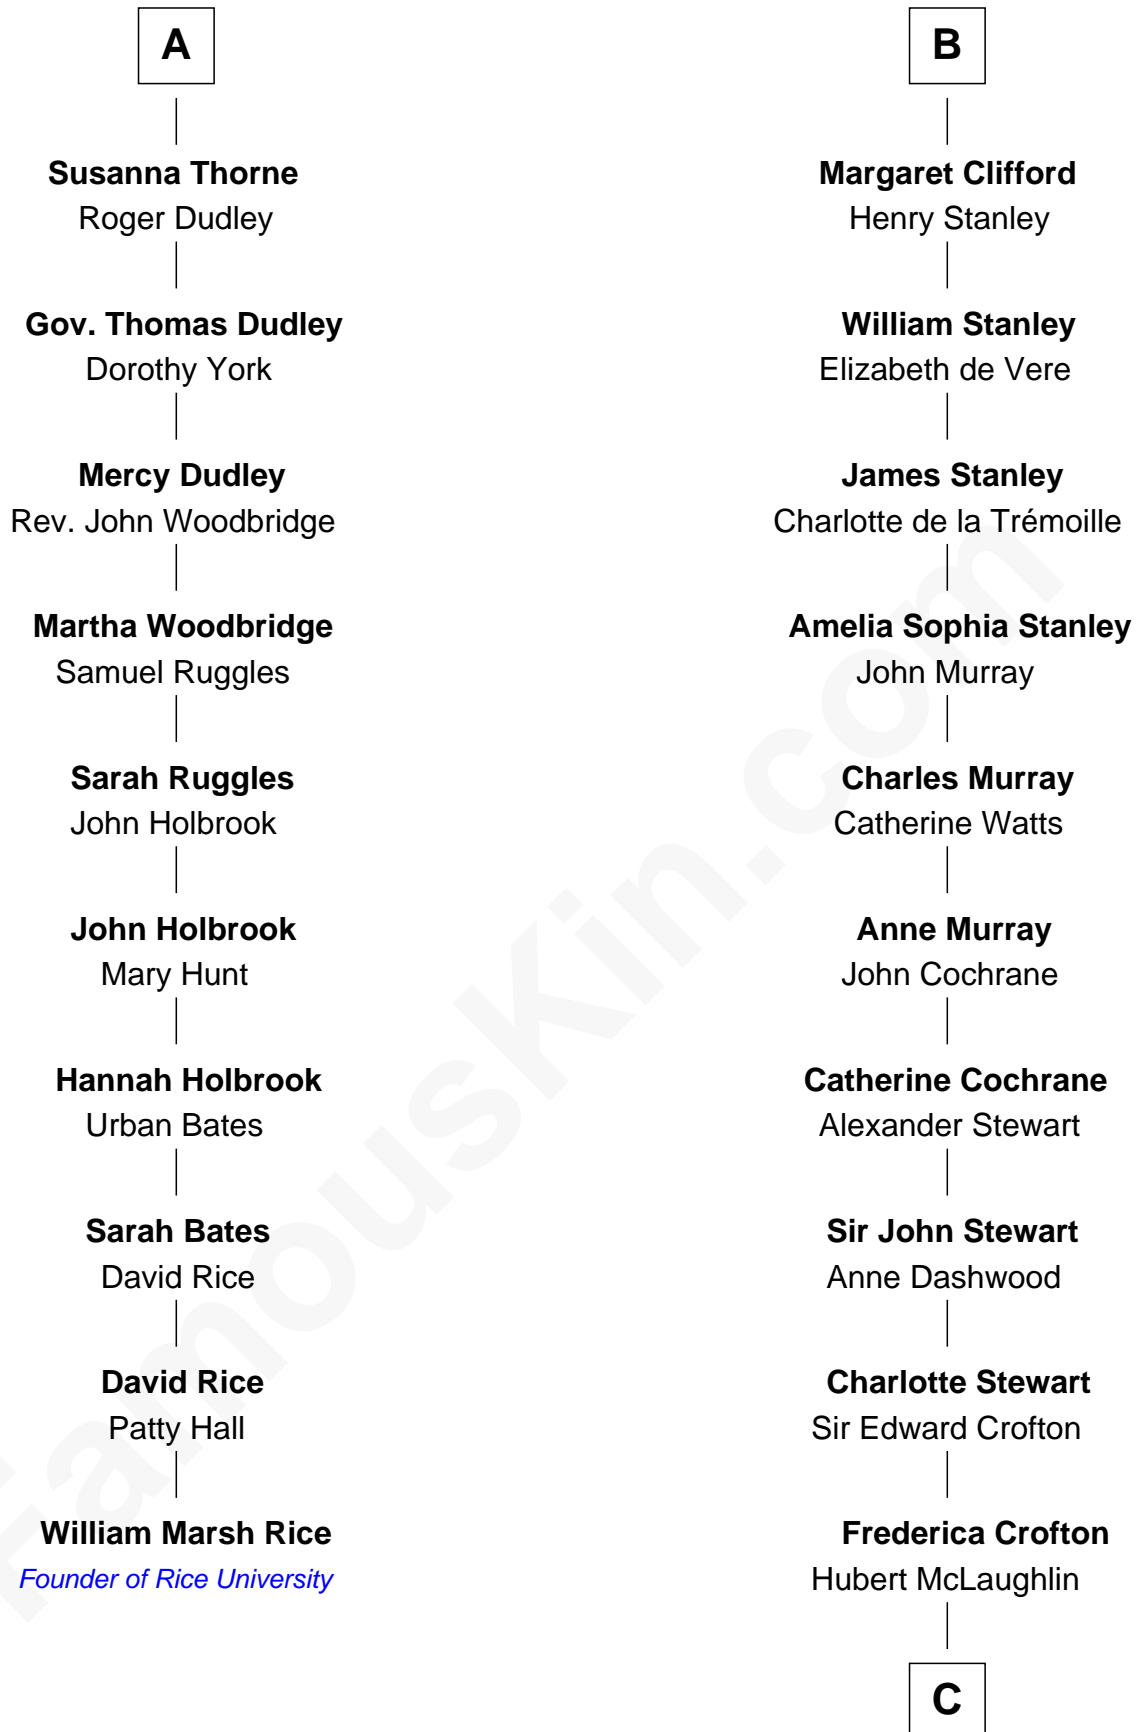 A
Susanna Thorne
Roger Dudley
Gov. Thomas Dudley
Dorothy York
Mercy Dudley
Rev. John Woodbridge
Martha Woodbridge
Samuel Ruggles
Sarah Ruggles
John Holbrook
John Holbrook
Mary Hunt
Hannah Holbrook
Urban Bates
Sarah Bates
David Rice
David Rice
Patty Hall
William Marsh Rice
Founder of Rice University
B
Margaret Clifford
Henry Stanley
William Stanley
Elizabeth de Vere
James Stanley
Charlotte de la Trémoille
Amelia Sophia Stanley
John Murray
Charles Murray
Catherine Watts
Anne Murray
John Cochrane
Catherine Cochrane
Alexander Stewart
Sir John Stewart
Anne Dashwood
Charlotte Stewart
Sir Edward Crofton
Frederica Crofton
Hubert McLaughlin
C
FamousKin.com